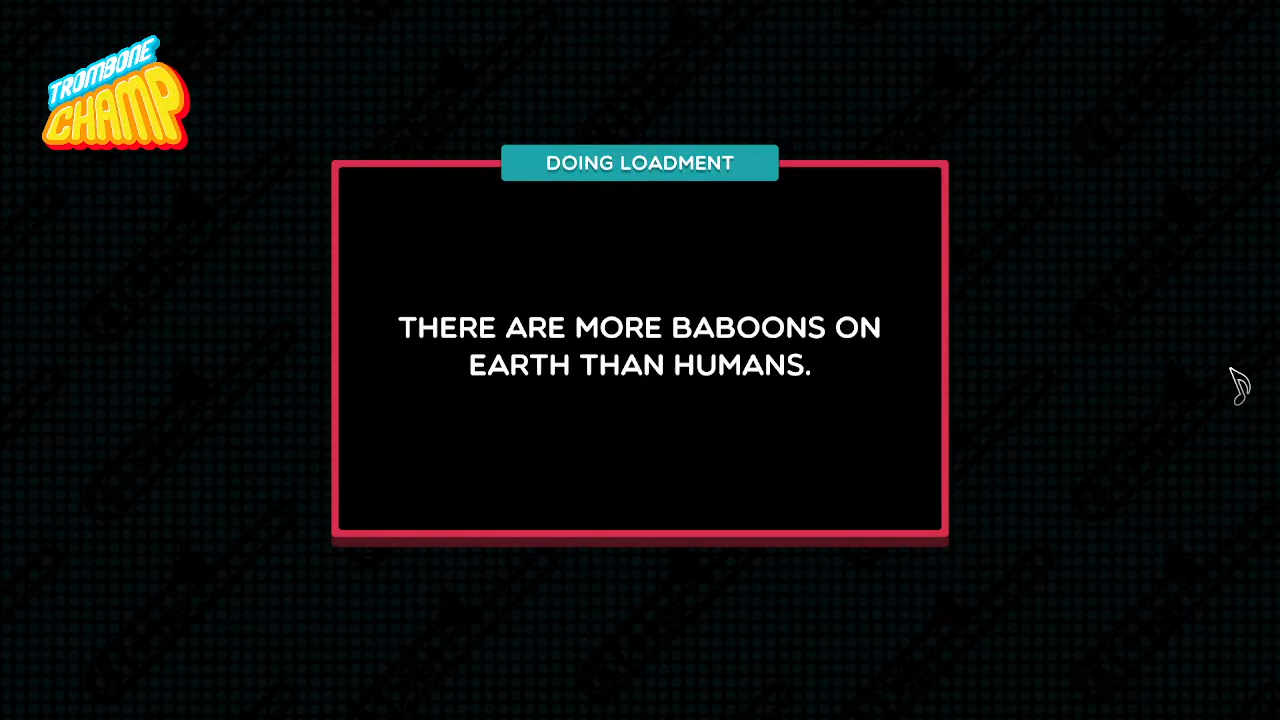 TROMBONE
CHAMP
DOING LOADMENT
THERE ARE MORE BABOONS ON
EARTH THAN HUMANS.